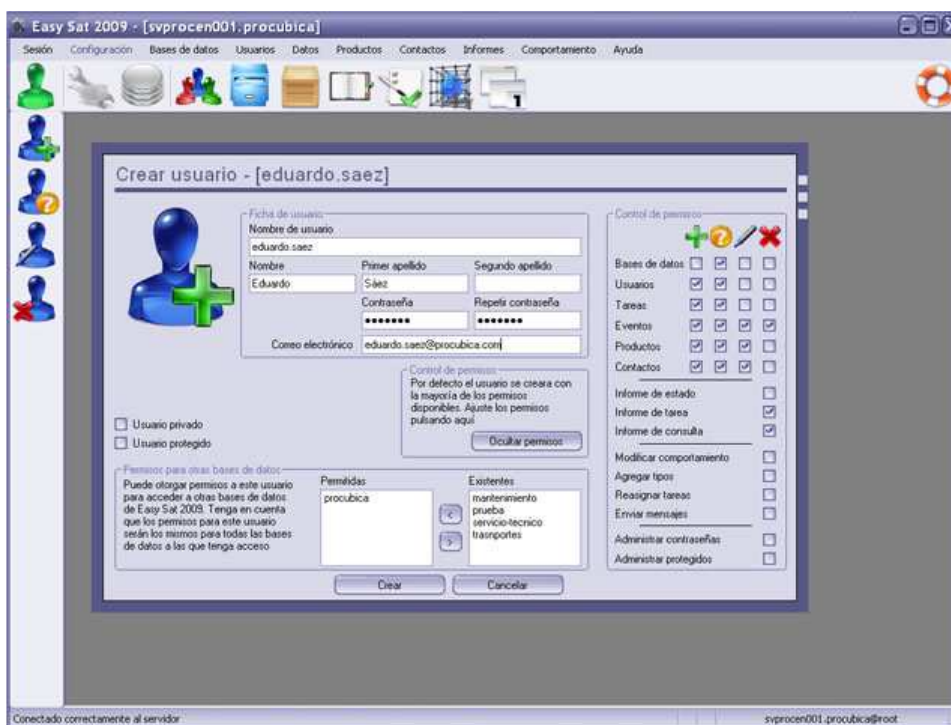 Easy Sat 2009 - [svprocen001.procubica]
Sesión Configuración Bases de datos Usuarios Datos Productos Contactos Informes Comportamiento Ayuda
1
Crear usuario - [eduardo.saez]
Ficha de usuario
Nombre de usuario
eduardo.saez
Nombre Primer apellido Segundo apellido
Eduardo Sáez
Contraseña Repetir contraseña
Correo electrónico eduardo.saez@procubica.com
Control de permisos
Por defecto el usuario se creara con
la mayoría de los permisos
disponibles. Ajuste los permisos
pulsando aquí
Ocultar permisos
Usuario privado
Usuario protegido
Permisos para otras bases de datos
Puede otorgar permisos a este usuario
para acceder a otras bases de datos
de Easy Sat 2009. Tenga en cuenta
que los permisos para este usuario
serán los mismos para todas las bases
de datos a las que tenga acceso
Permitidas
procubica
<
>
Existentes
mantenimiento
prueba
servicio-tecnico
trasnportes
Crear Cancelar
Control de permisos
Bases de datos
Usuarios
Tareas
Eventos
Productos
Contactos
Informe de estado
Informe de tarea
Informe de consulta
Modificar comportamiento
Agregar tipos
Reasignar tareas
Enviar mensajes
Administrar contraseñas
Administrar protegidos
Conectado correctamente al servidor svprocen001.procubica@root